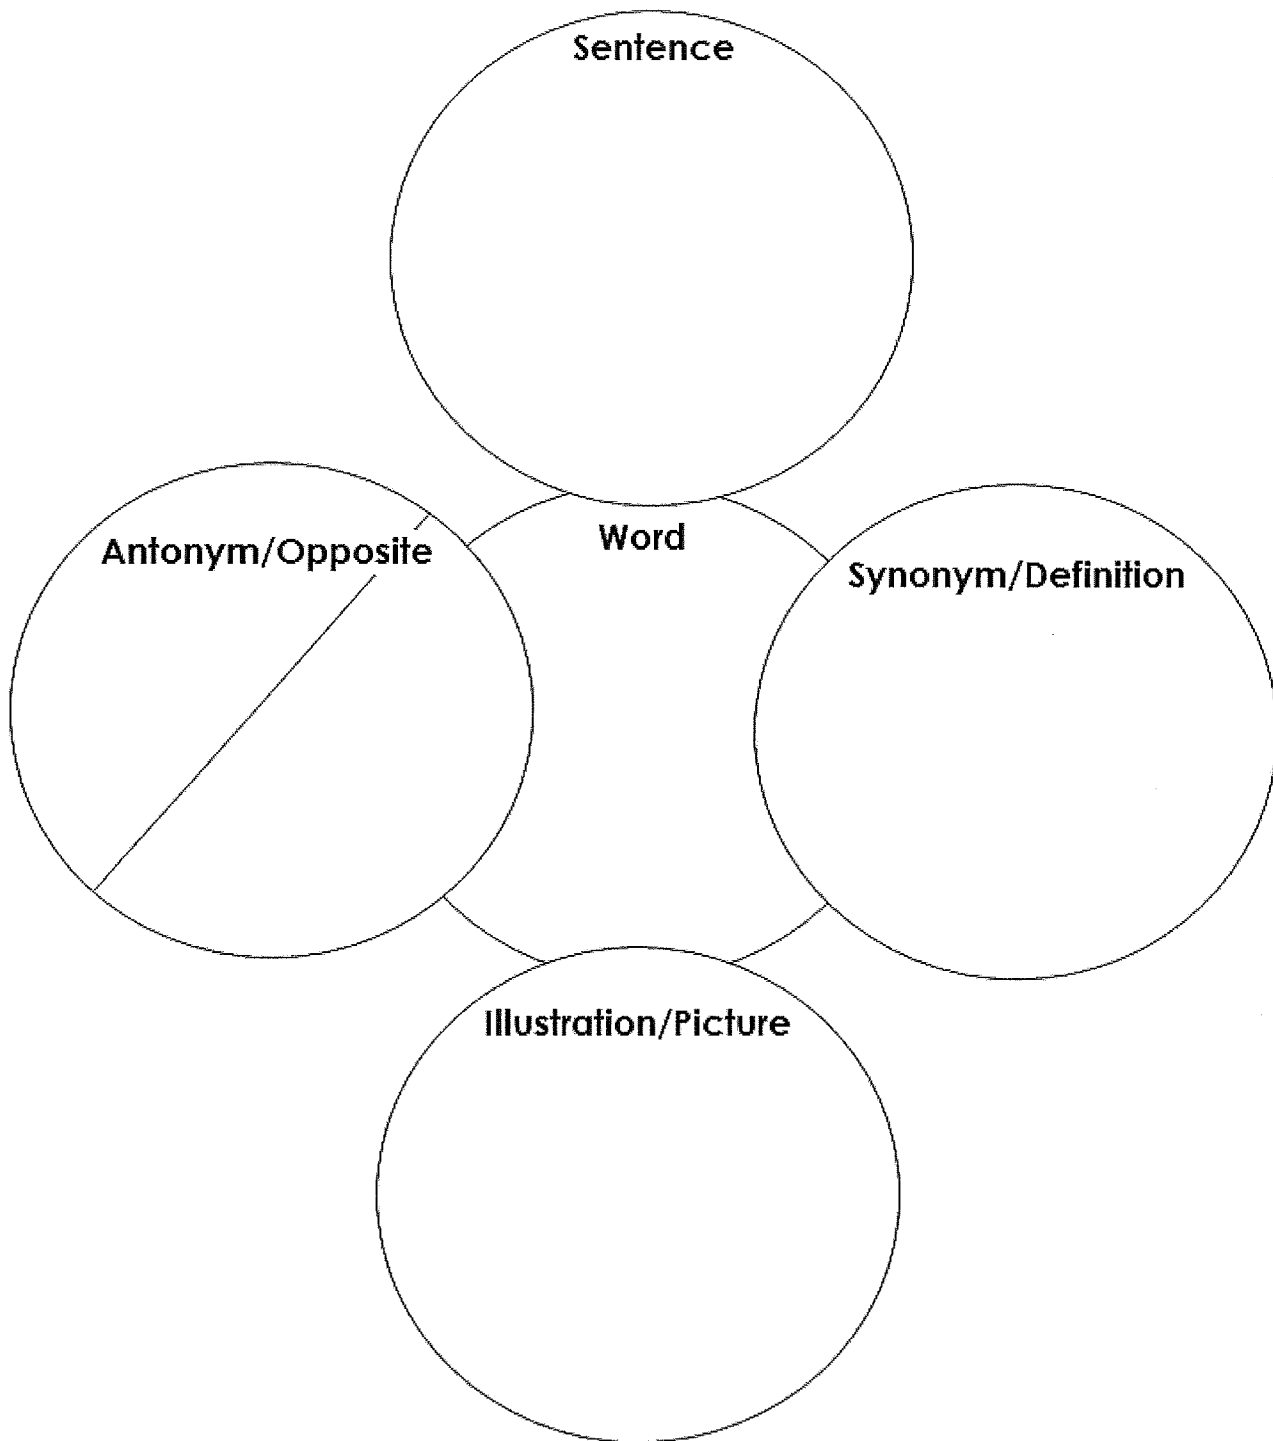 Sentence
Word
Antonym/Opposite
Synonym/Definition
Illustration/Picture